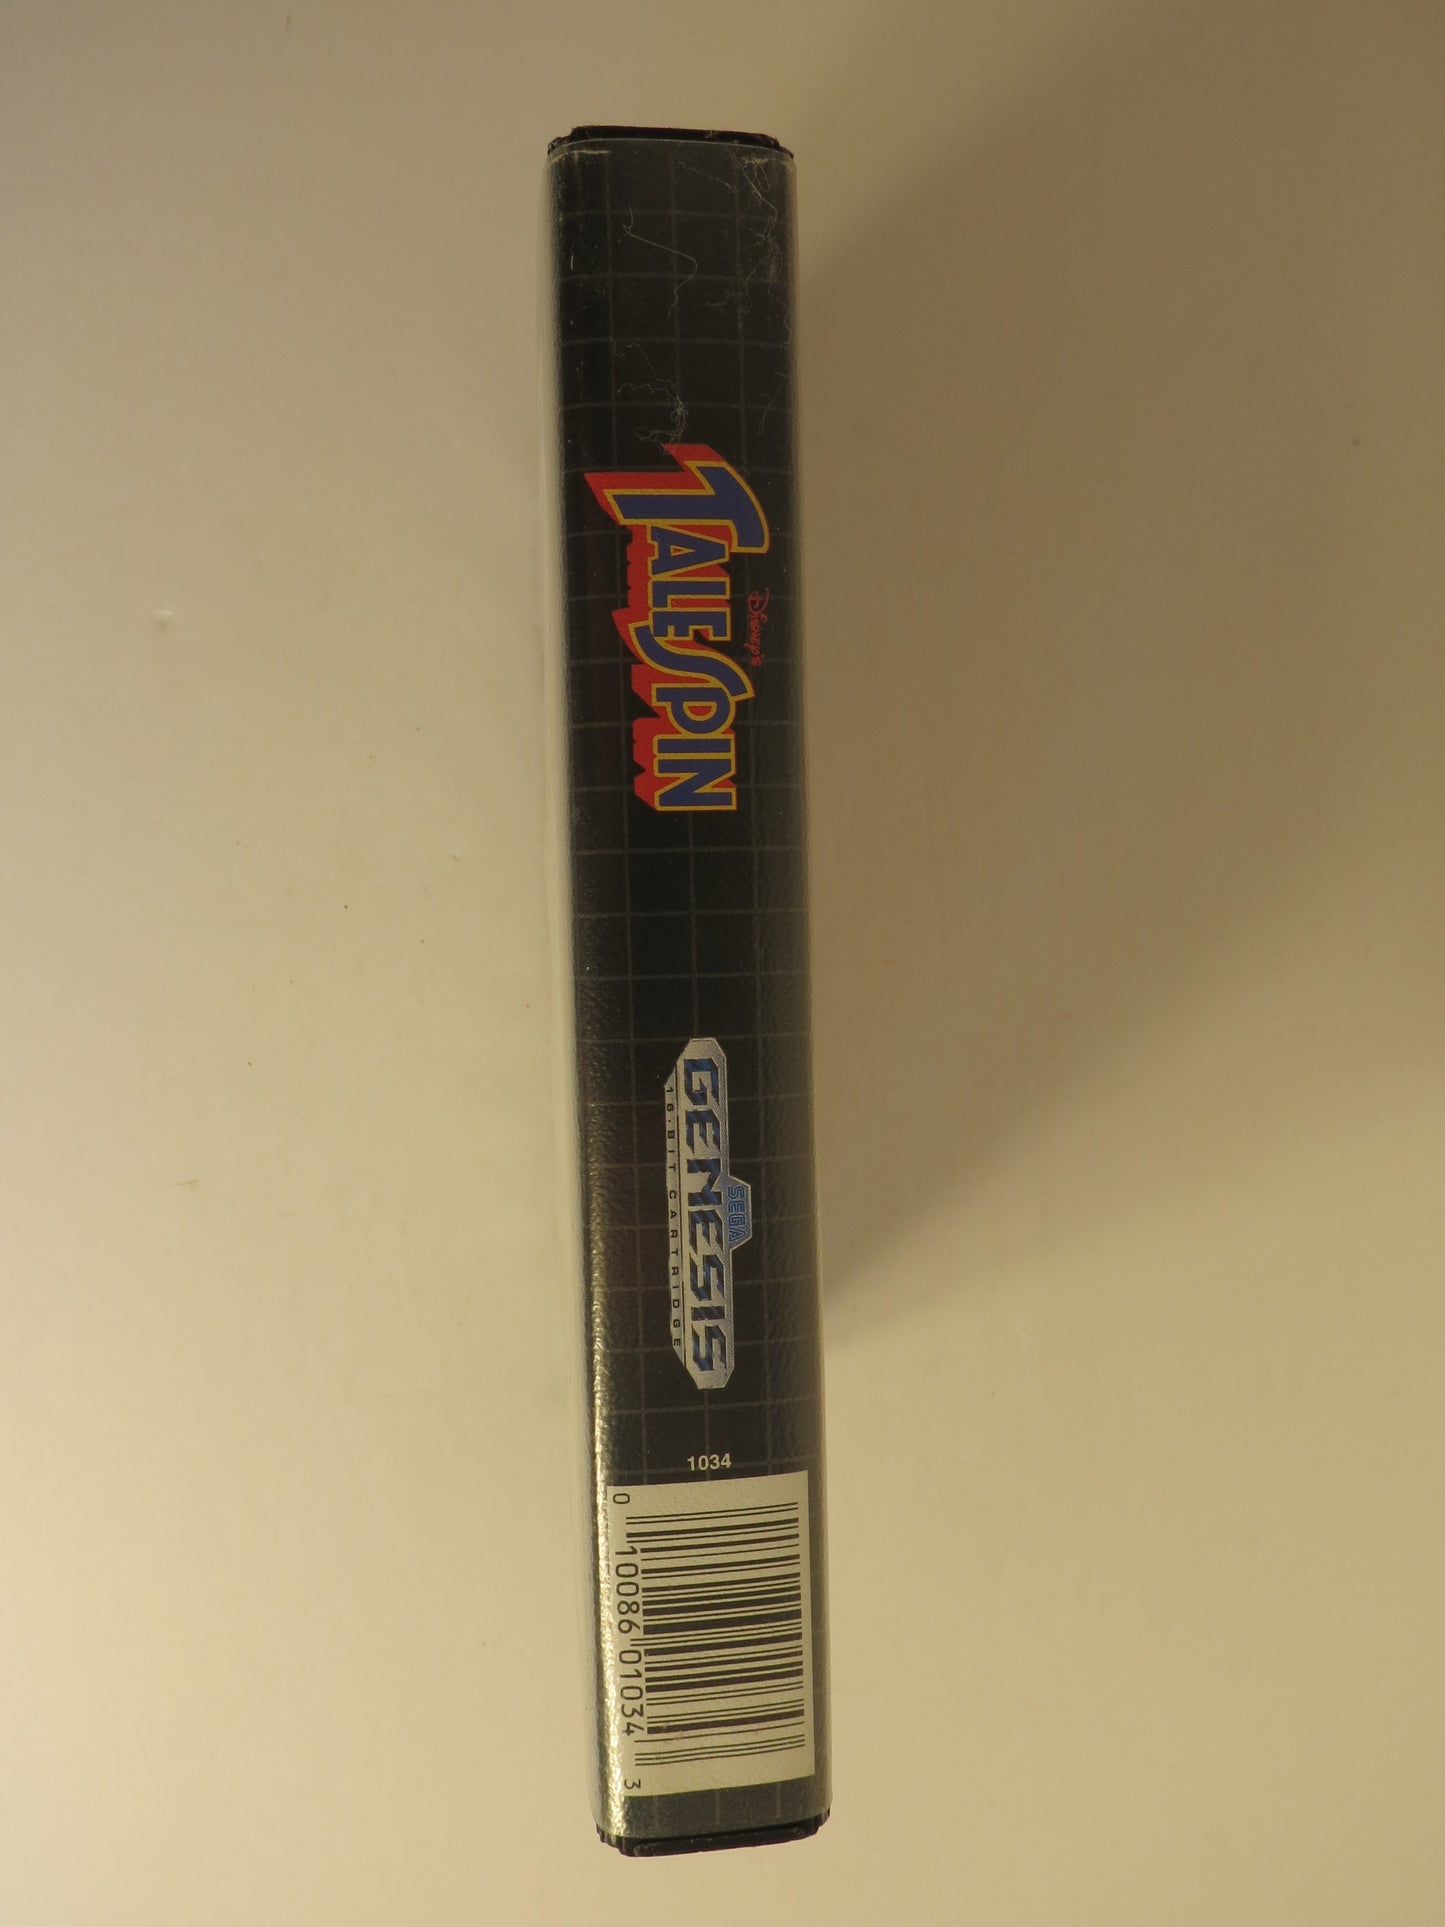 Disney's
TALESPIN
SEGA
GENESIS
16-BIT CARTRIDGE
1034
0 10086 01034 3